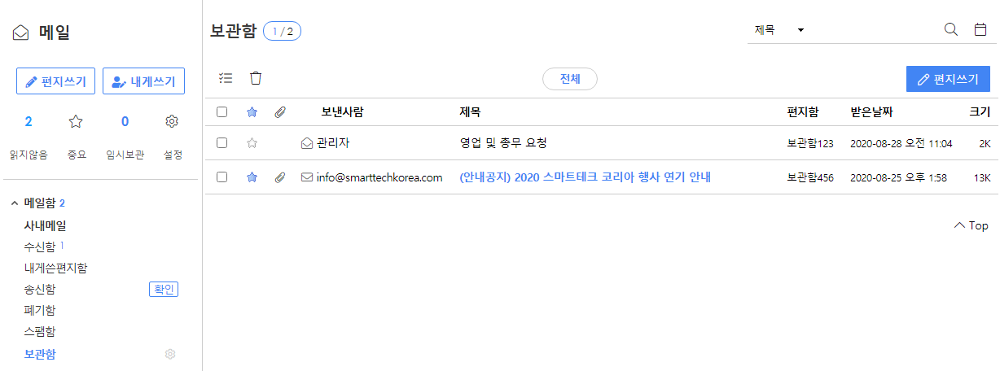 메일
편지쓰기 내게쓰기
2 0
읽지않음 중요 임시보관 설정
메일함 2
사내메일
수신함 1
내게쓴편지함
송신함 확인
폐기함
스팸함
보관함
보관함 1 / 2
제목
전체
편지쓰기
보낸사람 제목 편지함 받은날짜 크기
관리자 영업 및 총무 요청 보관함123 2020-08-28 오전 11:04 2K
info@smarttechkorea.com (안내공지) 2020 스마트테크 코리아 행사 연기 안내 보관함456 2020-08-25 오후 1:58 13K
Top